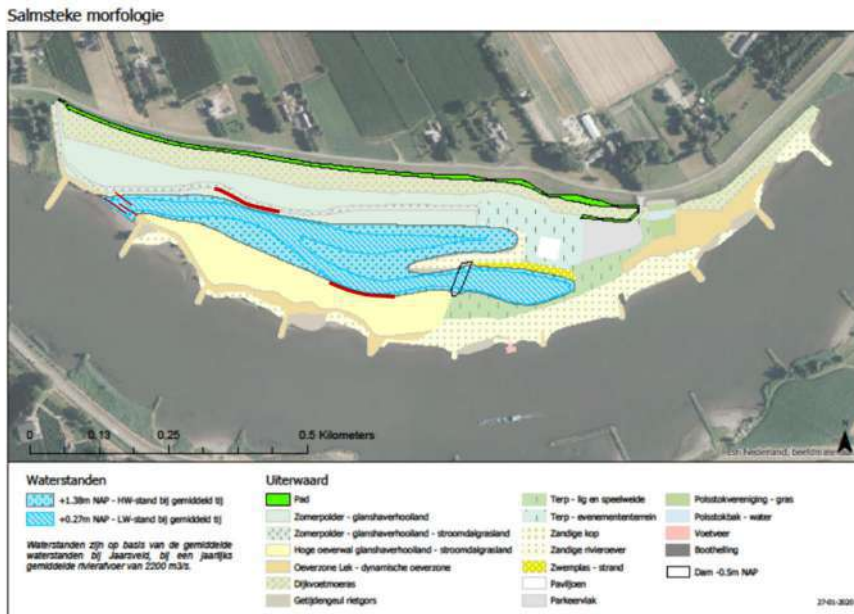 Salmsteke morfologie
Esri Nederland, beeldmateriaal
0 0.13 0.25 0.5 Kilometers
Waterstanden
+1.38m NAP - HW-stand bij gemiddeld tij
+0.27m NAP - LW-stand bij gemiddeld tij
Waterstanden zijn op basis van de gemiddelde
waterstanden bij Jaarsveld, bij een jaarlijks
gemiddelde rivierafvoer van 2200 m3/s.
Uiterwaard
Pad
Zomerpolder - glanshaverhooiland
Zomerpolder - glanshaverhooiland - stroomdalgrasland
Hoge oeverwal glanshaverhooiland - stroomdalgrasland
Oeverzone Lek - dynamische oeverzone
Dijkvoetmoeras
Getijdengeul rietgors
Terp - lig en speelweide
Terp - evenemententerrein
Zandige kop
Zandige rivieroever
Zwemplas - strand
Paviljoen
Parkeervlak
Polsstokvereniging - gras
Polsstokbak - water
Voetveer
Boothelling
Dam -0.5m NAP
27-01-2020